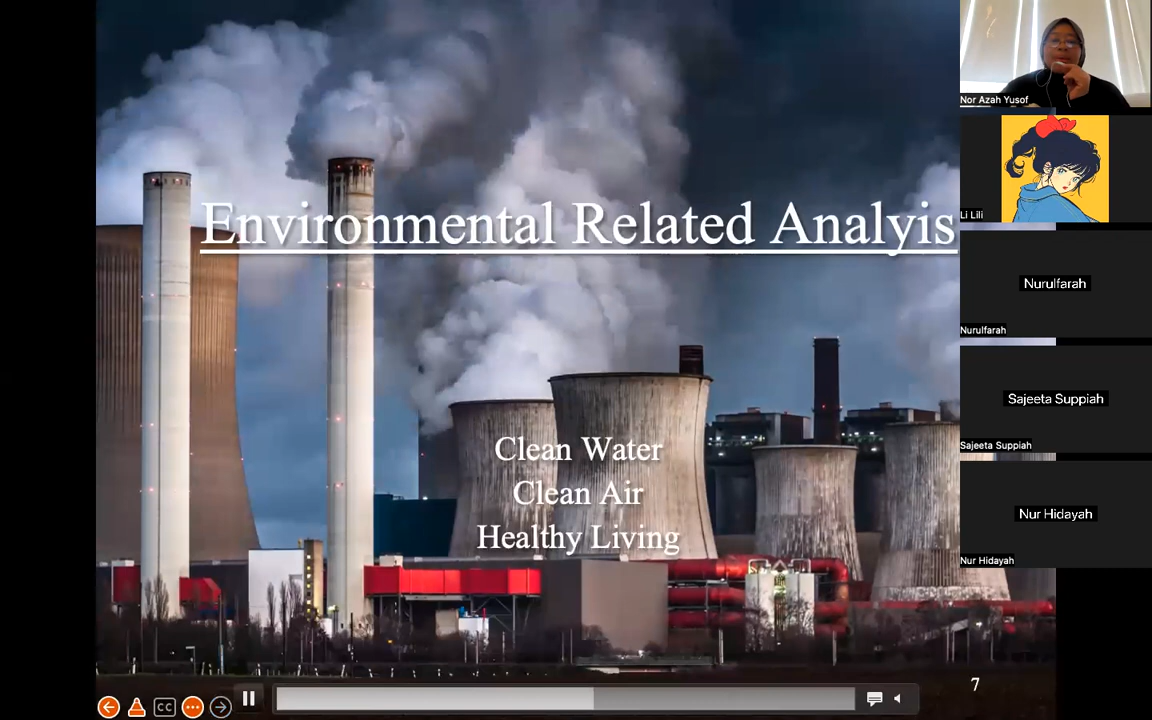 Environmental Related Analyis
Clean Water
Clean Air
Healthy Living
7
CC
Nor Azah Yusof
Li Lili
Nurulfarah
Nurulfarah
Sajeeta Suppiah
Sajeeta Suppiah
Nur Hidayah
Nur Hidayah